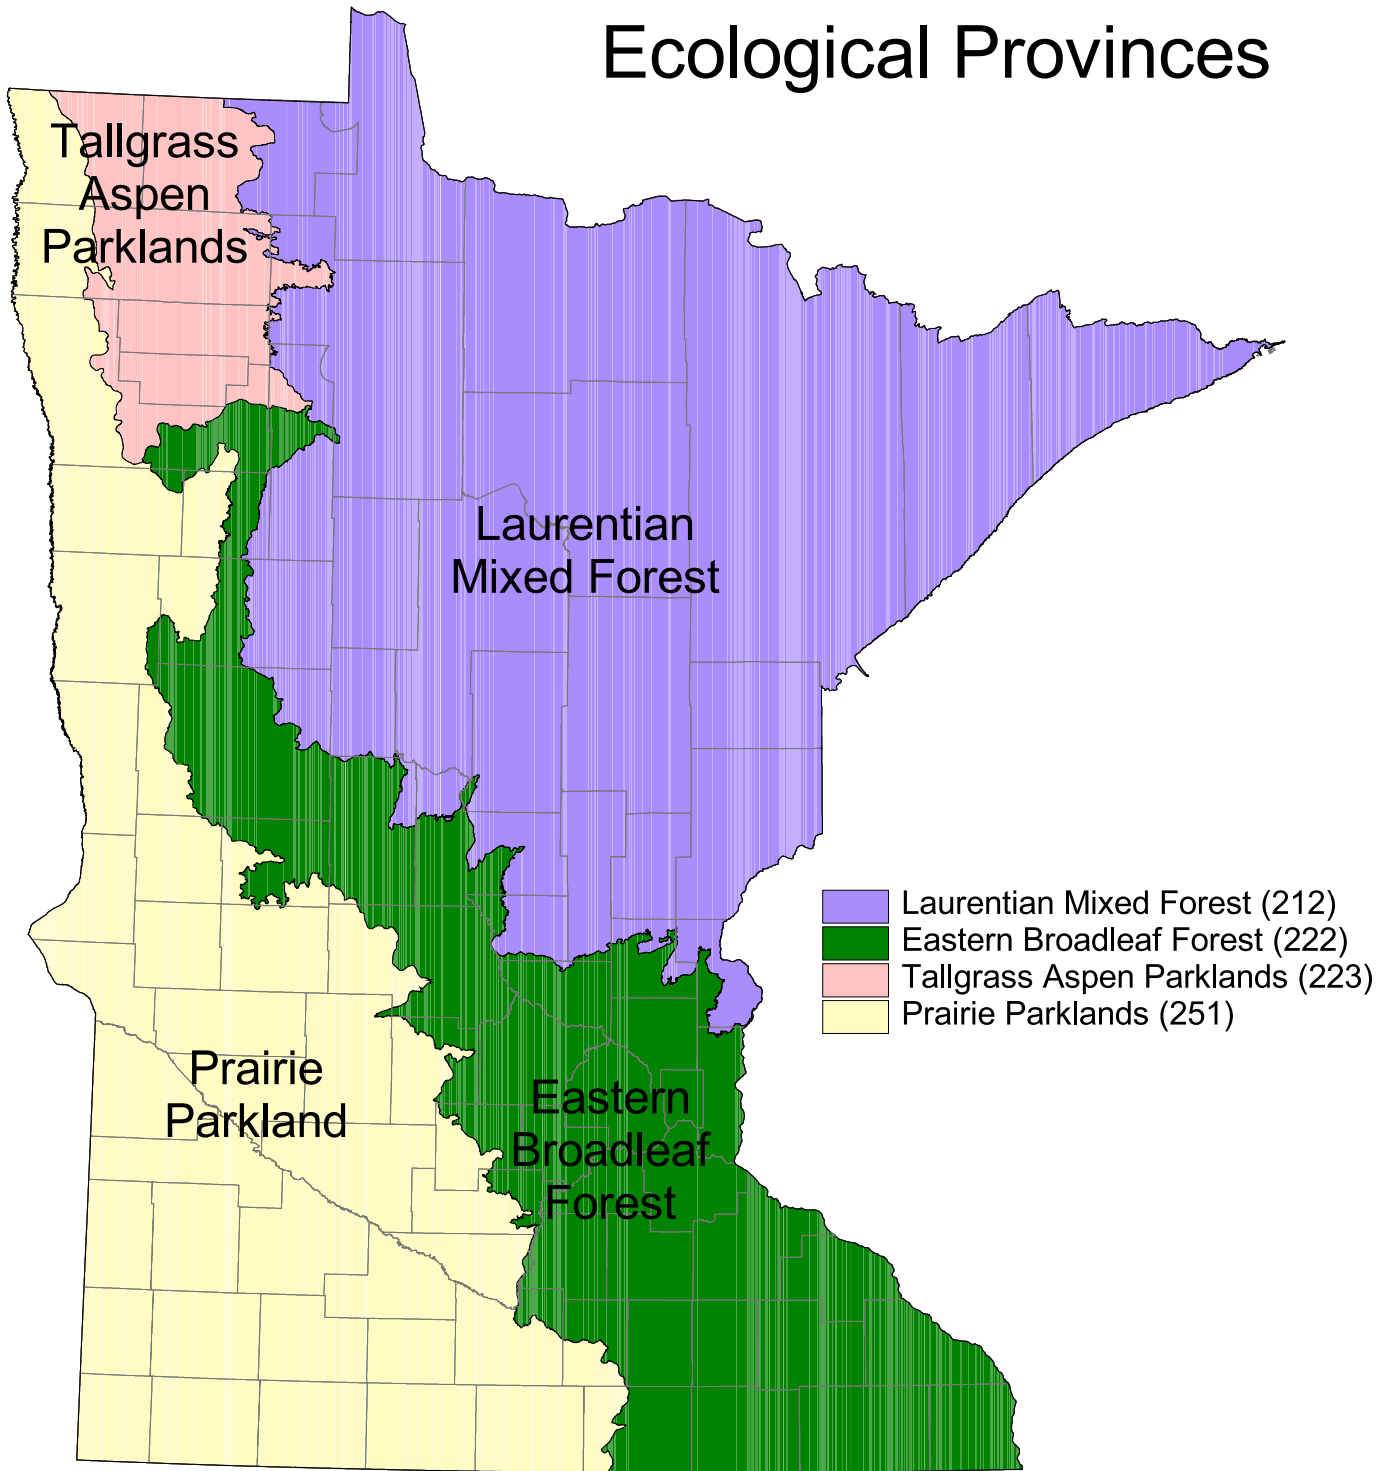 Ecological Provinces
Tallgrass
Aspen
Parklands
Laurentian
Mixed Forest
Laurentian Mixed Forest (212)
Eastern Broadleaf Forest (222)
Tallgrass Aspen Parklands (223)
Prairie Parklands (251)
Prairie
Parkland
Eastern
Broadleaf
Forest